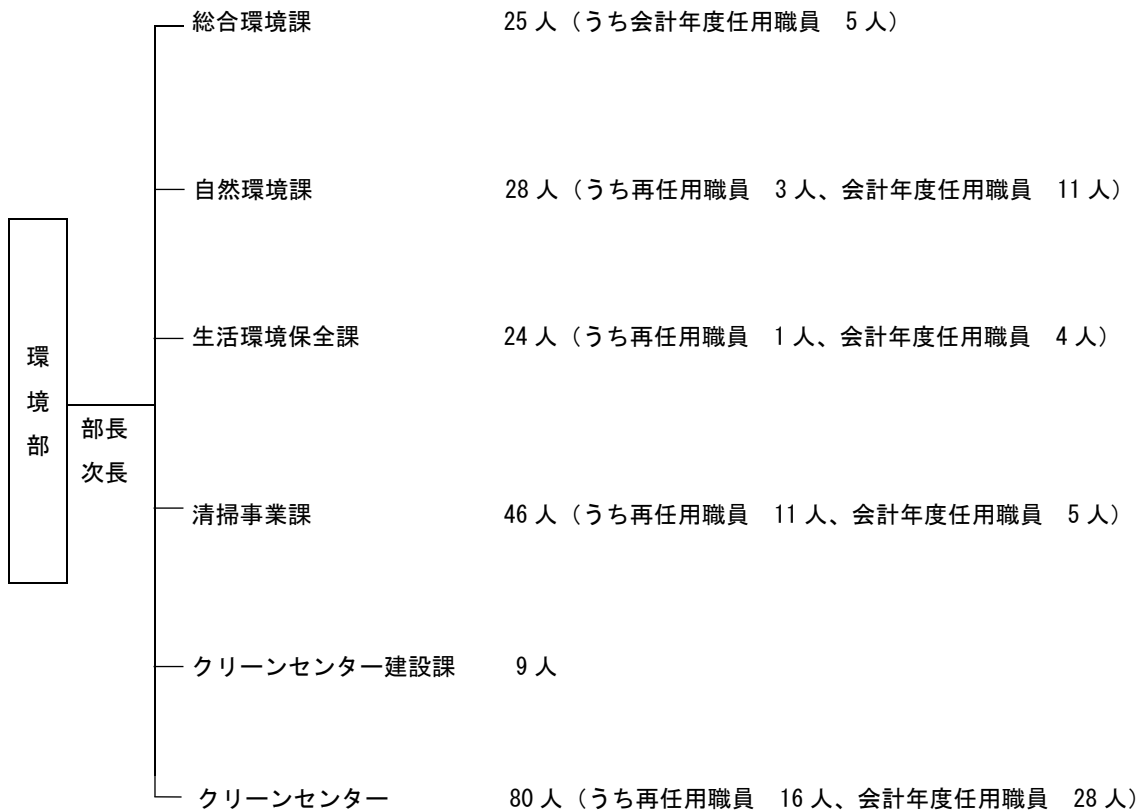 総合環境課 25人（うち会計年度任用職員 5人）
自然環境課 28人（うち再任用職員 3人、会計年度任用職員 11人）
生活環境保全課 24人（うち再任用職員 1人、会計年度任用職員 4人）
環境部
部長
次長
清掃事業課 46人（うち再任用職員 11人、会計年度任用職員 5人）
クリーンセンター建設課 9人
クリーンセンター 80人（うち再任用職員 16人、会計年度任用職員 28人）